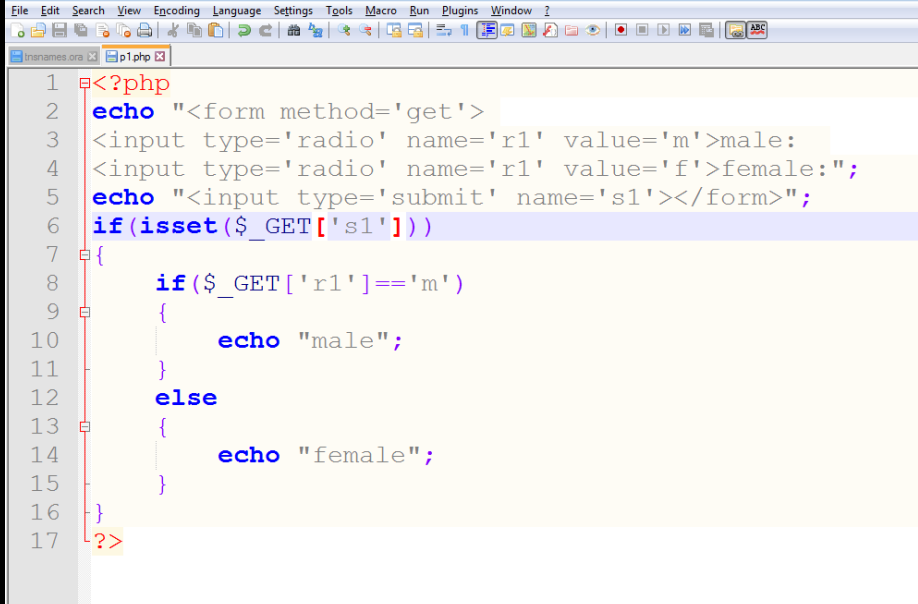 File Edit Search View Encoding Language Settings Tools Macro Run Plugins Window ?
ABC
tnsnames.ora p1.php
1 <?php
2 echo "<form method='get'>
3 <input type='radio' name='r1' value='m'>male:
4 <input type='radio' name='r1' value='f'>female:";
5 echo "<input type='submit' name='s1'></form>";
6 if(isset($_GET['s1']))
7 {
8 if($_GET['r1']=='m')
9 {
10 echo "male";
11 }
12 else
13 {
14 echo "female";
15 }
16 }
17 ?>